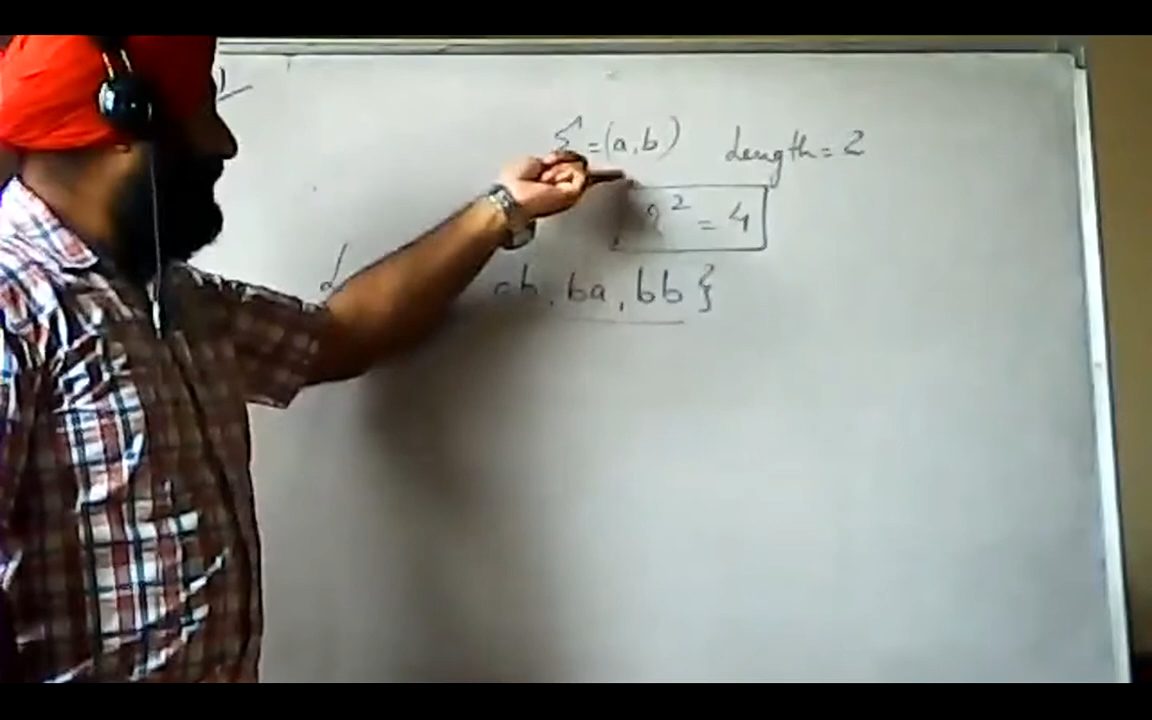 Σ = (a, b) Length = 2
2² = 4
L ab, ba, bb }